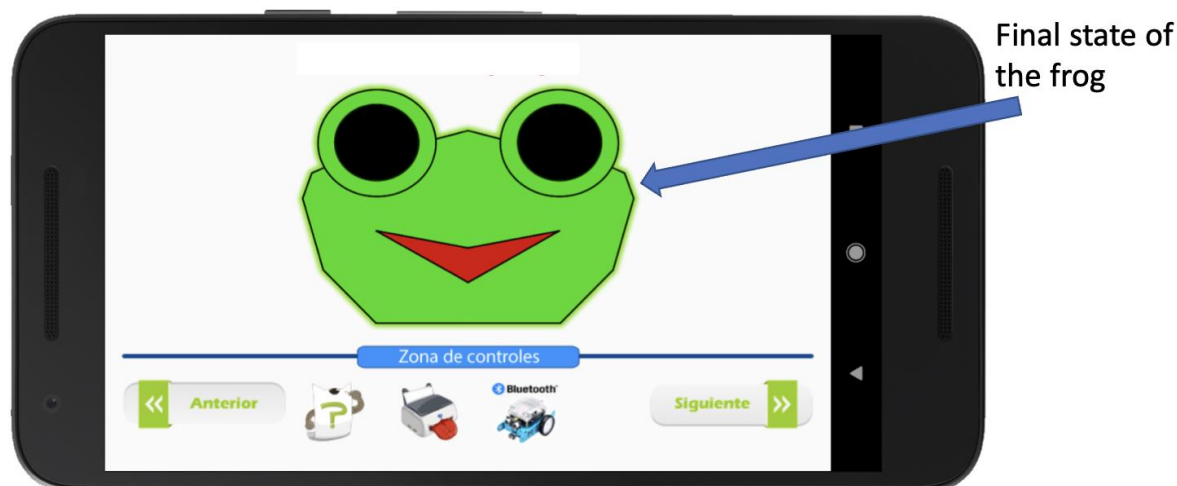 Final state of
the frog
Zona de controles
Anterior
?
Bluetooth
Siguiente